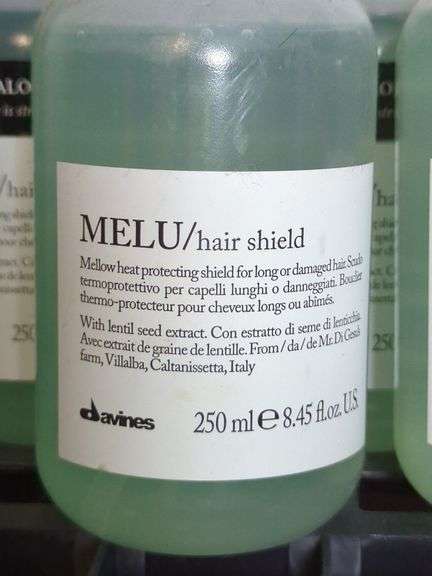 MELU/hair shield
Mellow heat protecting shield for long or damaged hair. Scudo
termoprotettivo per capelli lunghi o danneggiati. Bouclier
thermo-protecteur pour cheveux longs ou abîmés.
With lentil seed extract. Con estratto di seme di lenticchia.
Avec extrait de graine de lentille. From/da/de Mr. Di Gesù's
farm, Villalba, Caltanissetta, Italy
davines
250 ml ℮ 8.45 fl.oz. U.S.